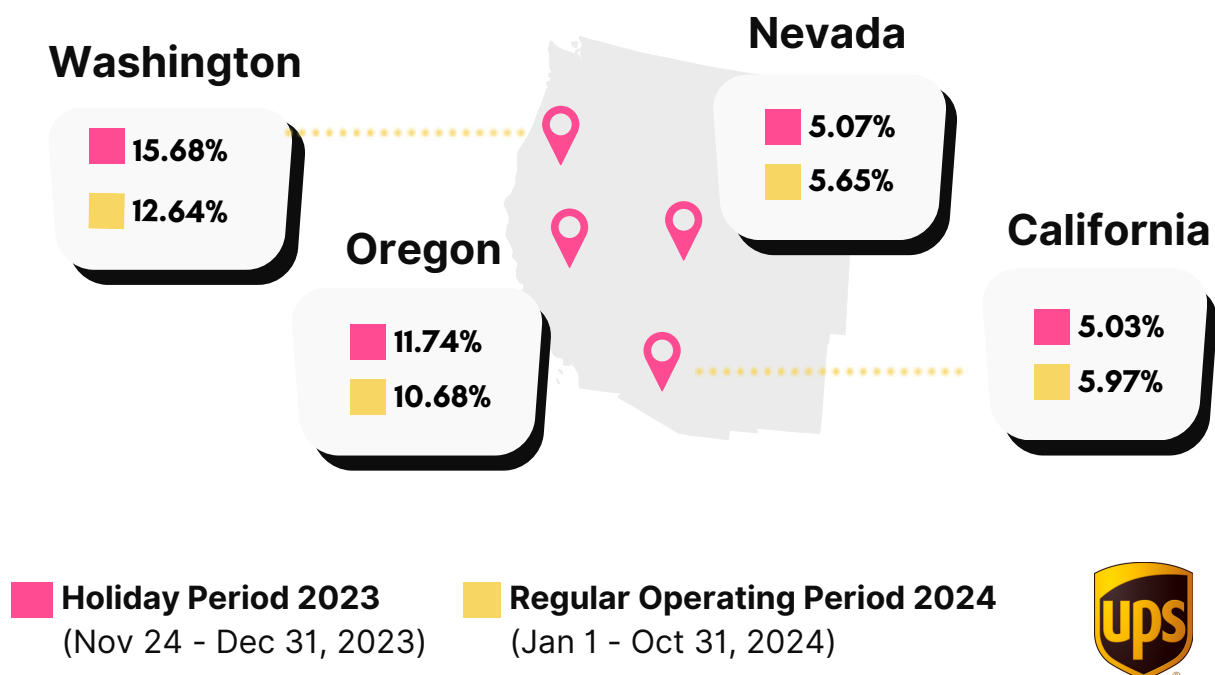 Washington
15.68%
12.64%
Oregon
11.74%
10.68%
Nevada
5.07%
5.65%
California
5.03%
5.97%
Holiday Period 2023
(Nov 24 - Dec 31, 2023)
Regular Operating Period 2024
(Jan 1 - Oct 31, 2024)
ups
®